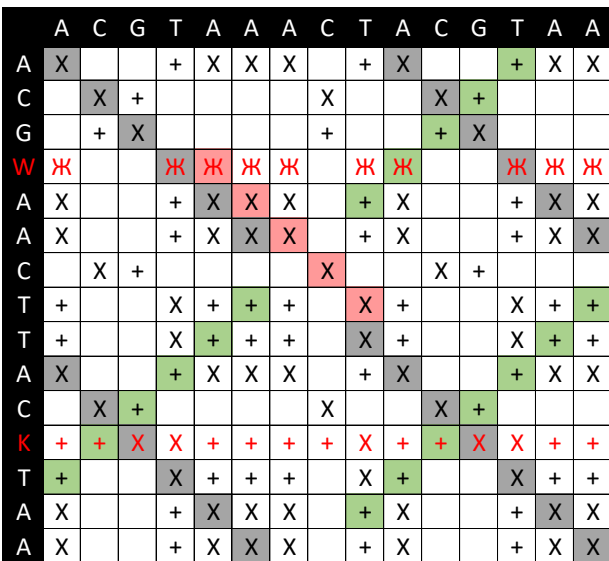 A C G T A A A C T A C G T A A
A X + X X X + X + X X
C X + X X +
G + X + + X
W Ж Ж Ж Ж Ж Ж Ж Ж Ж Ж
A X + X X X + X + X X
A X + X X X + X + X X
C X + X X +
T + X + + + X + X + +
T + X + + + X + X + +
A X + X X X + X + X X
C X + X X +
K + + X X + + + + X + + X X + +
T + X + + + X + X + +
A X + X X X + X + X X
A X + X X X + X + X X